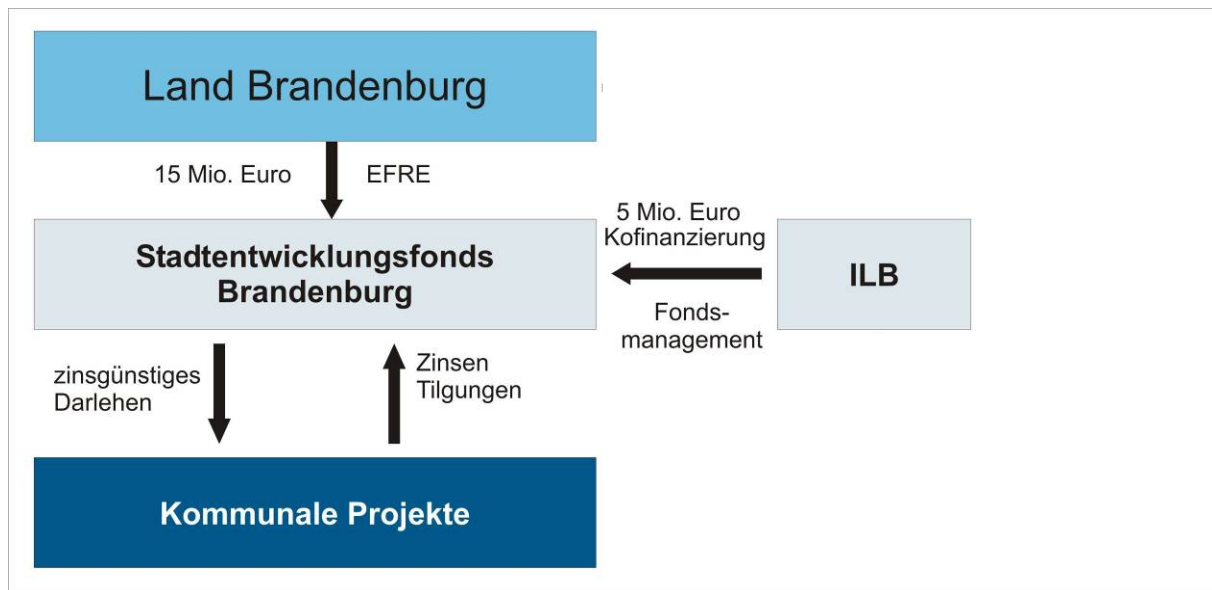 Land Brandenburg
15 Mio. Euro
EFRE
Stadtentwicklungsfonds
Brandenburg
5 Mio. Euro
Kofinanzierung
Fonds-
management
ILB
zinsgünstiges
Darlehen
Zinsen
Tilgungen
Kommunale Projekte